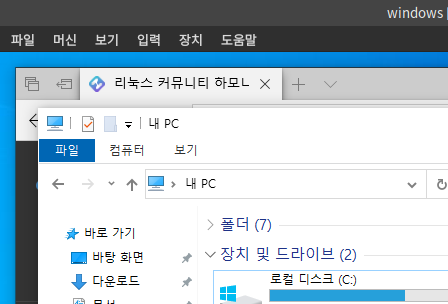 windows [
파일 머신 보기 입력 장치 도움말
리눅스 커뮤니티 하모니
내 PC
파일 컴퓨터 보기
내 PC
폴더 (7)
바로 가기
장치 및 드라이브 (2)
바탕 화면
로컬 디스크 (C:)
다운로드
문서